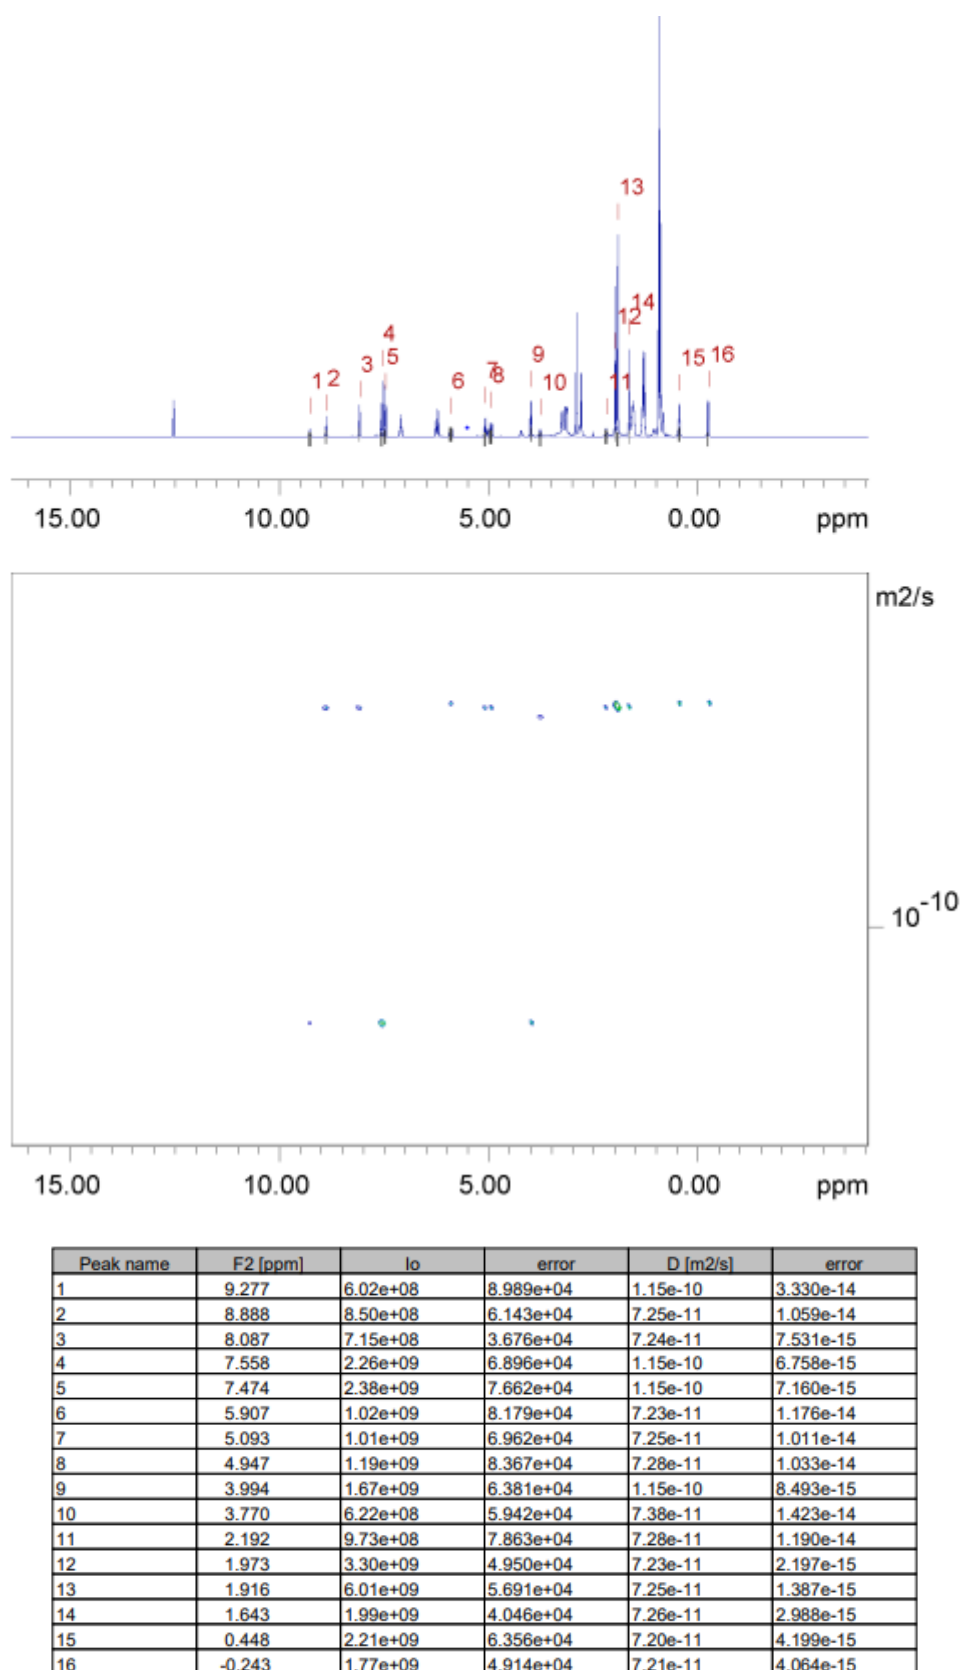 13
12 14
4
3 5
1 2
6
7 8
9
10
11
15 16
15.00 10.00 5.00 0.00 ppm
m2/s
10-10
15.00 10.00 5.00 0.00 ppm
Peak name F2 [ppm] Io error D [m2/s] error
1 9.277 6.02e+08 8.989e+04 1.15e-10 3.330e-14
2 8.888 8.50e+08 6.143e+04 7.25e-11 1.059e-14
3 8.087 7.15e+08 3.676e+04 7.24e-11 7.531e-15
4 7.558 2.26e+09 6.896e+04 1.15e-10 6.758e-15
5 7.474 2.38e+09 7.662e+04 1.15e-10 7.160e-15
6 5.907 1.02e+09 8.179e+04 7.23e-11 1.176e-14
7 5.093 1.01e+09 6.962e+04 7.25e-11 1.011e-14
8 4.947 1.19e+09 8.367e+04 7.28e-11 1.033e-14
9 3.994 1.67e+09 6.381e+04 1.15e-10 8.493e-15
10 3.770 6.22e+08 5.942e+04 7.38e-11 1.423e-14
11 2.192 9.73e+08 7.863e+04 7.28e-11 1.190e-14
12 1.973 3.30e+09 4.950e+04 7.23e-11 2.197e-15
13 1.916 6.01e+09 5.691e+04 7.25e-11 1.387e-15
14 1.643 1.99e+09 4.046e+04 7.26e-11 2.988e-15
15 0.448 2.21e+09 6.356e+04 7.20e-11 4.199e-15
16 -0.243 1.77e+09 4.914e+04 7.21e-11 4.064e-15